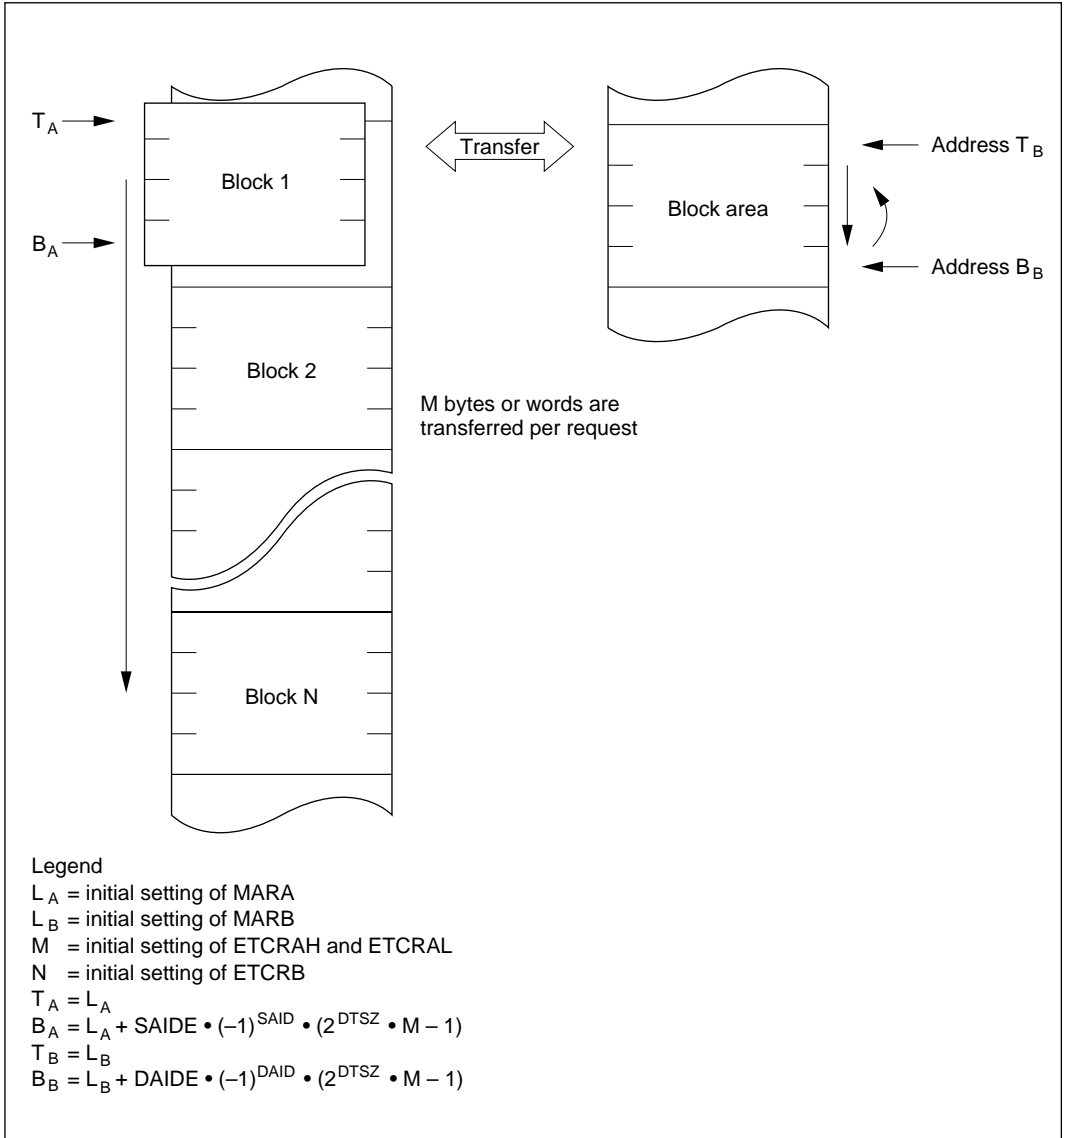 T_A
Block 1
B_A
Transfer
Address T_B
Block area
Address B_B
Block 2
M bytes or words are
transferred per request
Block N
Legend
L_A = initial setting of MARA
L_B = initial setting of MARB
M = initial setting of ETCRAH and ETCRAL
N = initial setting of ETCRB
T_A = L_A
B_A = L_A + SAIDE • (–1)^SAID • (2^DTSZ • M – 1)
T_B = L_B
B_B = L_B + DAIDE • (–1)^DAID • (2^DTSZ • M – 1)